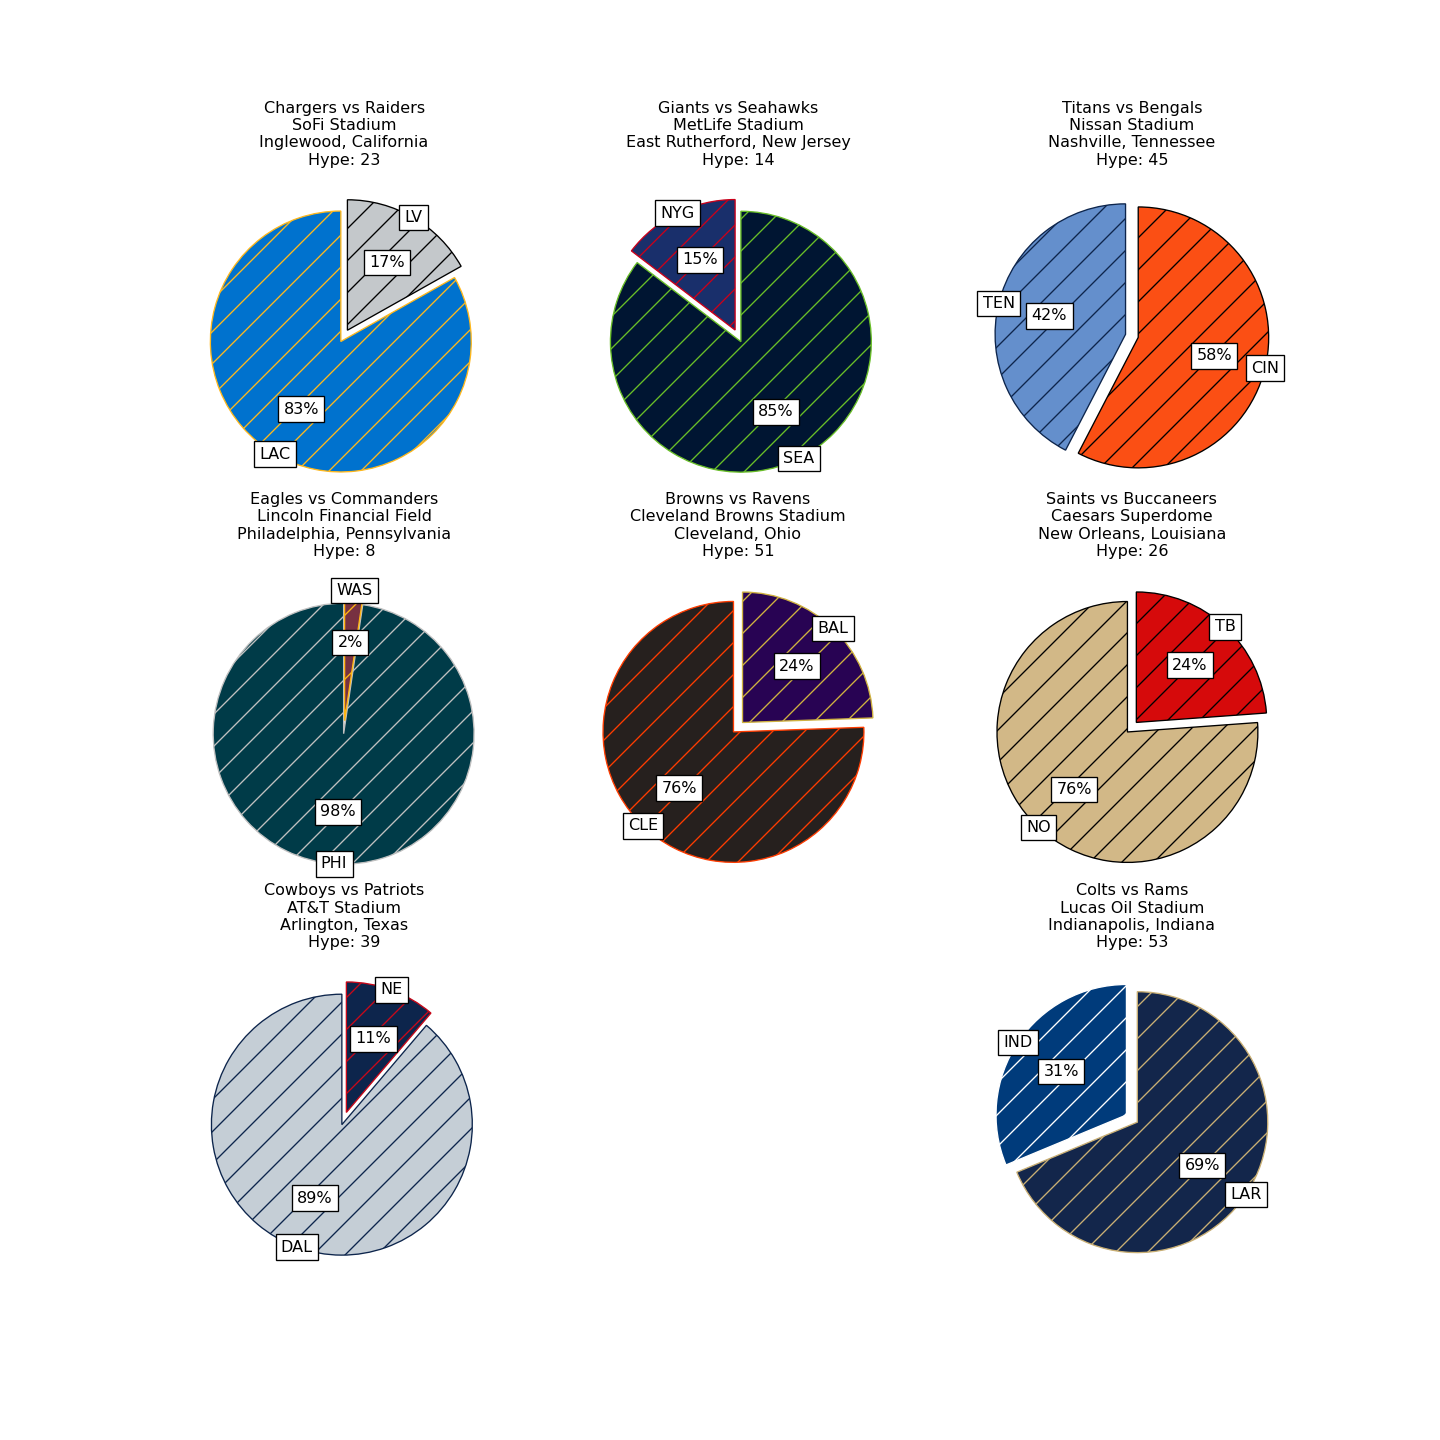 Chargers vs Raiders
SoFi Stadium
Inglewood, California
Hype: 23
LV
17%
83%
LAC
Giants vs Seahawks
MetLife Stadium
East Rutherford, New Jersey
Hype: 14
NYG
15%
85%
SEA
Titans vs Bengals
Nissan Stadium
Nashville, Tennessee
Hype: 45
TEN
42%
58%
CIN
Eagles vs Commanders
Lincoln Financial Field
Philadelphia, Pennsylvania
Hype: 8
WAS
2%
98%
PHI
Browns vs Ravens
Cleveland Browns Stadium
Cleveland, Ohio
Hype: 51
BAL
24%
76%
CLE
Saints vs Buccaneers
Caesars Superdome
New Orleans, Louisiana
Hype: 26
TB
24%
76%
NO
Cowboys vs Patriots
AT&T Stadium
Arlington, Texas
Hype: 39
NE
11%
89%
DAL
Colts vs Rams
Lucas Oil Stadium
Indianapolis, Indiana
Hype: 53
IND
31%
69%
LAR